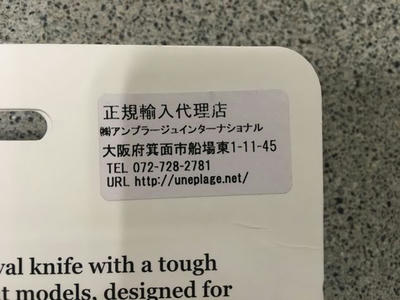 正規輸入代理店
㈱アンプラージュインターナショナル
大阪府箕面市船場東1-11-45
TEL 072-728-2781
URL http://uneplage.net/
val knife with a tough
t models, designed for